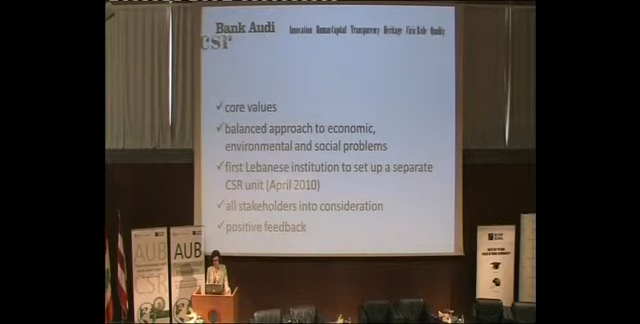 Bank Audi
csr
Innovation Human Capital Transparency Heritage Civic Role Quality
✓core values
✓balanced approach to economic,
environmental and social problems
✓first Lebanese institution to set up a separate
CSR unit (April 2010)
✓all stakeholders into consideration
✓positive feedback
AUB
CSR
AUB